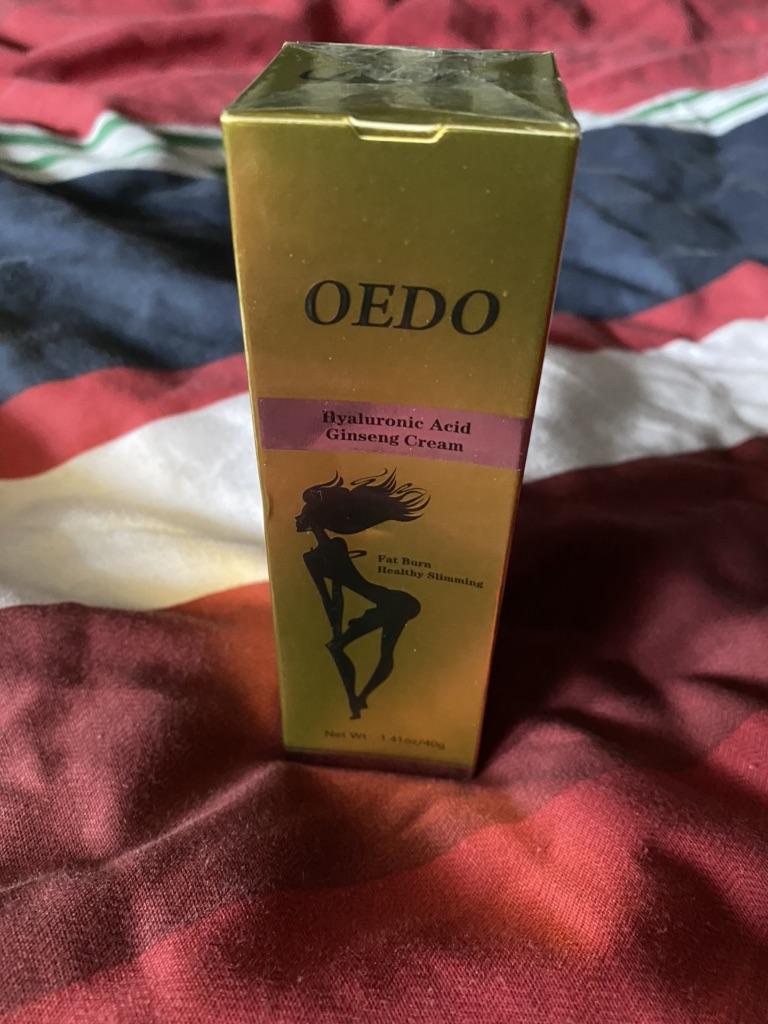 OEDO
Hyaluronic Acid
Ginseng Cream
Fat Burn
Healthy Slimming
Net Wt 1.41oz/40g